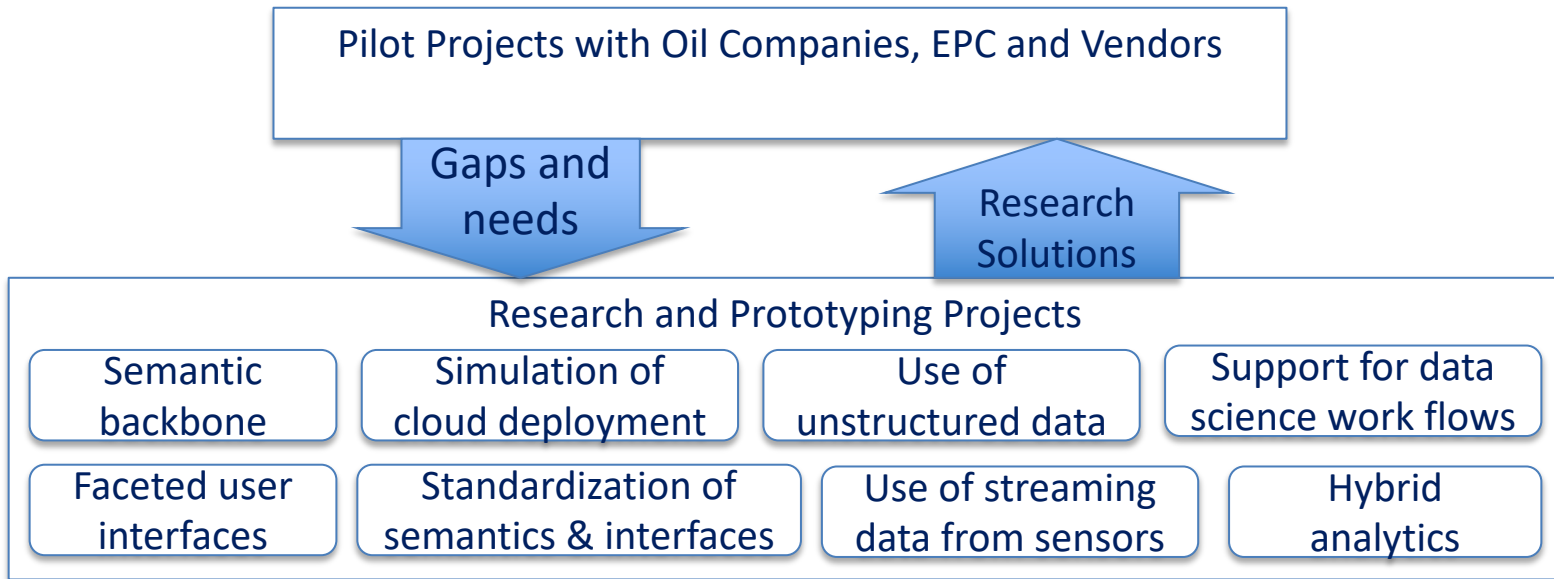 Pilot Projects with Oil Companies, EPC and Vendors
Gaps and
needs
Research
Solutions
Research and Prototyping Projects
Semantic
backbone
Simulation of
cloud deployment
Use of
unstructured data
Support for data
science work flows
Faceted user
interfaces
Standardization of
semantics & interfaces
Use of streaming
data from sensors
Hybrid
analytics